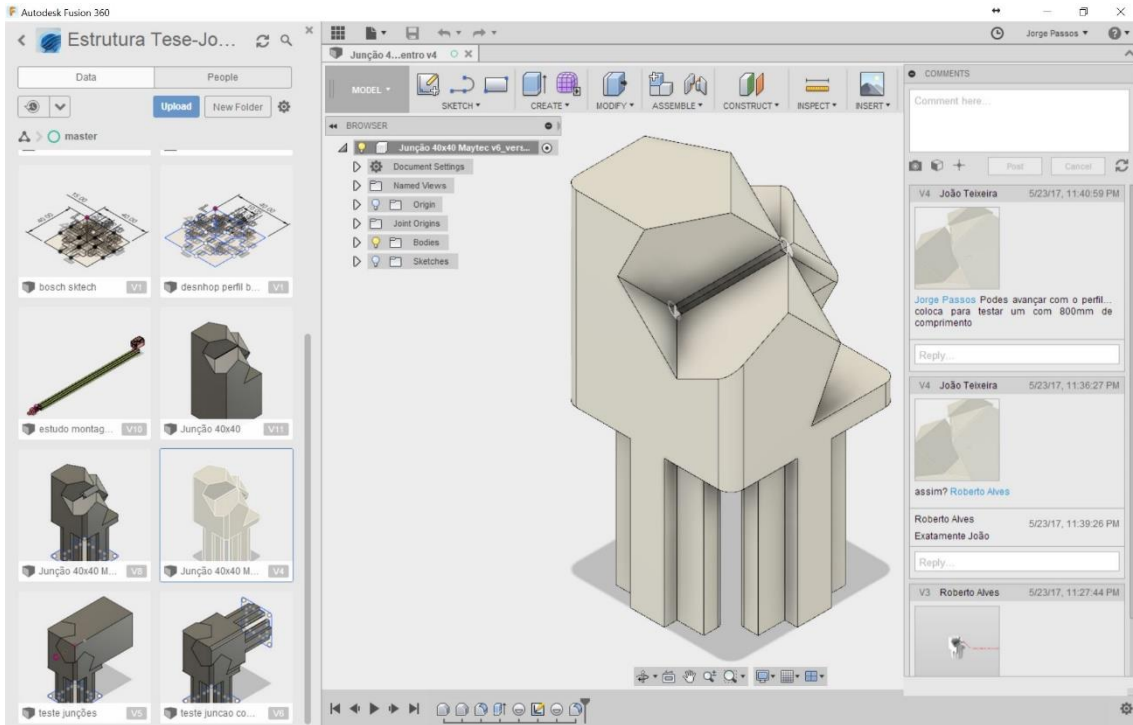 Autodesk Fusion 360
Estrutura Tese-Jo...
Data
People
Upload
New Folder
master
bosch sktech V1
desnhop perfil b... V1
estudo montag... V10
Junção 40x40 V11
Junção 40x40 M... V8
Junção 40x40 M... V4
teste junções V5
teste juncao co... V6
Jorge Passos
Junção 4...entro v4
MODEL
SKETCH
CREATE
MODIFY
ASSEMBLE
CONSTRUCT
INSPECT
INSERT
BROWSER
Junção 40x40 Maytec v6_vers...
Document Settings
Named Views
Origin
Joint Origins
Bodies
Sketches
COMMENTS
Comment here...
Post
Cancel
V4 João Teixeira 5/23/17, 11:40:59 PM
Jorge Passos Podes avançar com o perfil...
coloca para testar um com 800mm de
comprimento
Reply...
V4 João Teixeira 5/23/17, 11:36:27 PM
assim? Roberto Alves
Roberto Alves 5/23/17, 11:39:26 PM
Exatamente João
Reply...
V3 Roberto Alves 5/23/17, 11:27:44 PM